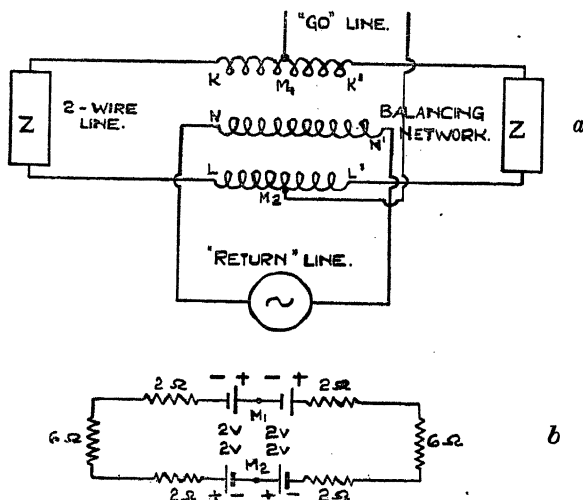 "GO" LINE.
K M₁ K'
Z 2-WIRE LINE. N N' BALANCING NETWORK. Z a
L M₂ L'
"RETURN" LINE.
~
2Ω - + - + 2Ω
M₁
2V 2V
6Ω 6Ω b
2V 2V
M₂
2Ω + - + - 2Ω